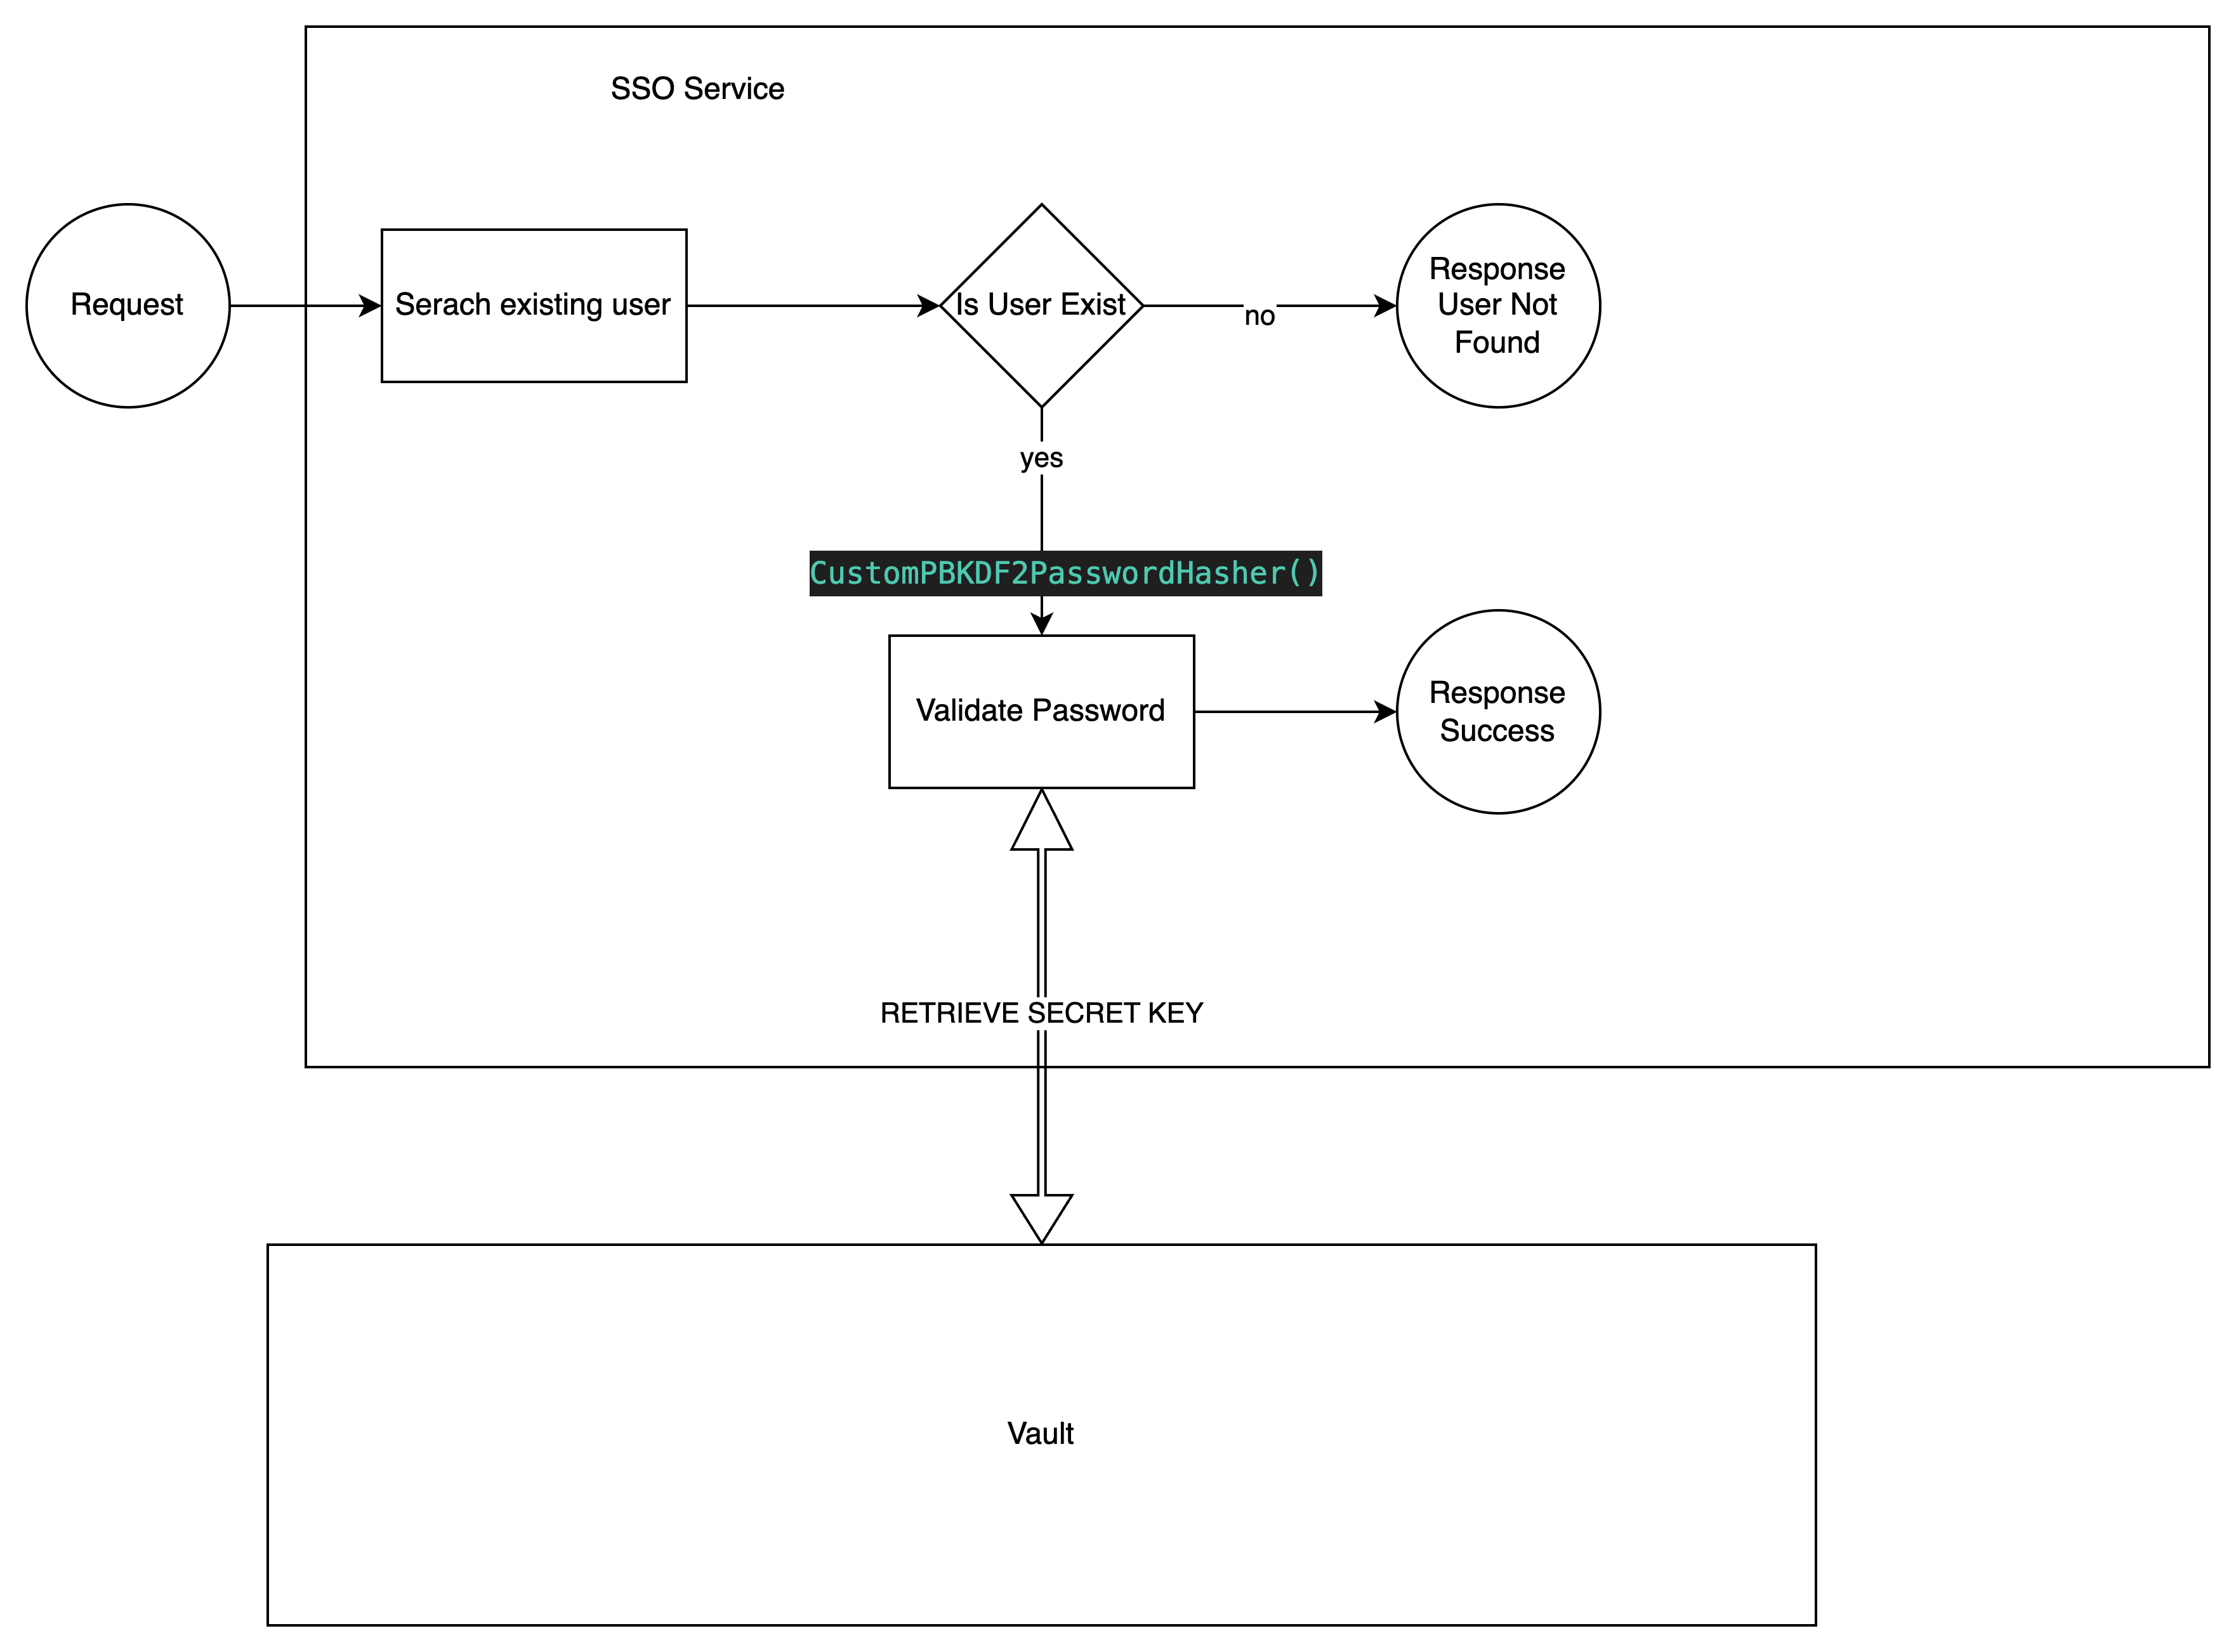 SSO Service
Request
Serach existing user
Is User Exist
no
Response
User Not
Found
yes
CustomPBKDF2PasswordHasher()
Validate Password
Response
Success
RETRIEVE SECRET KEY
Vault